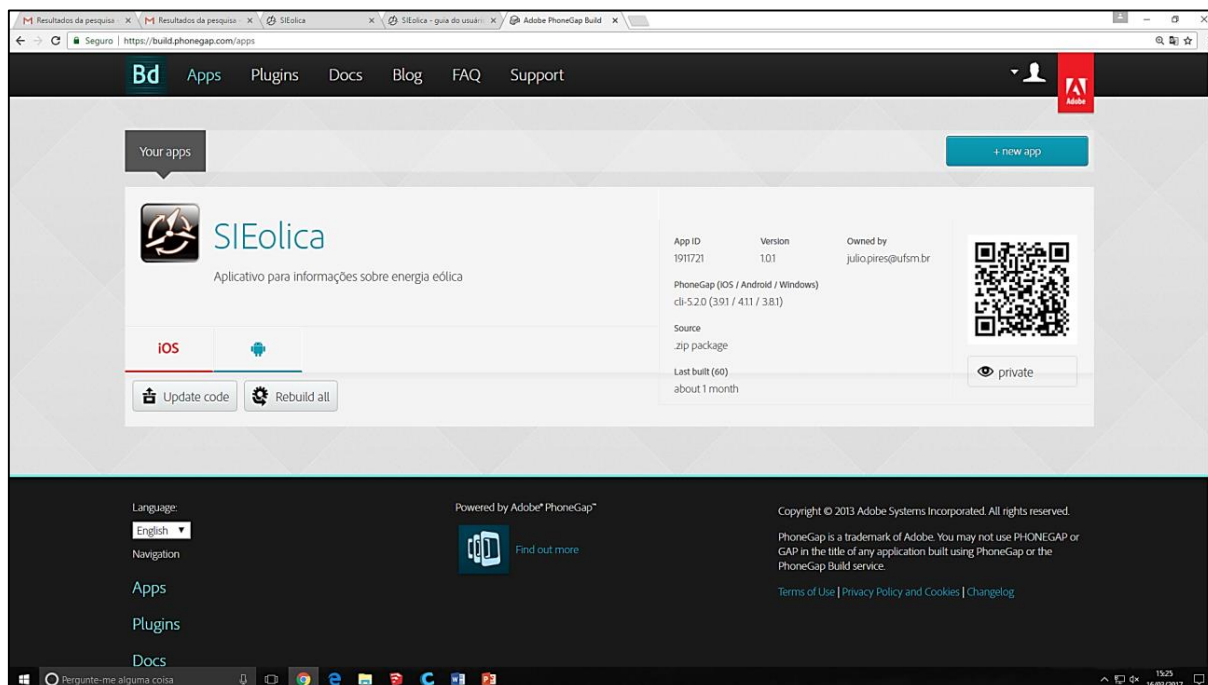 Resultados da pesquisa -
Resultados da pesquisa -
SIEolica
SIEolica - guia do usuári
Adobe PhoneGap Build
Seguro | https://build.phonegap.com/apps
Bd Apps Plugins Docs Blog FAQ Support
Adobe
Your apps
+ new app
SIEolica
Aplicativo para informações sobre energia eólica
iOS
Update code
Rebuild all
App ID Version Owned by
1911721 1.0.1 julio.pires@ufsm.br
PhoneGap (iOS / Android / Windows)
cli-5.2.0 (3.9.1 / 4.1.1 / 3.8.1)
Source
.zip package
Last built (60)
about 1 month
private
Language:
English
Navigation
Apps
Plugins
Docs
Powered by Adobe® PhoneGap™
Find out more
Copyright © 2013 Adobe Systems Incorporated. All rights reserved.
PhoneGap is a trademark of Adobe. You may not use PHONEGAP or
GAP in the title of any application built using PhoneGap or the
PhoneGap Build service.
Terms of Use | Privacy Policy and Cookies | Changelog
Pergunte-me alguma coisa
15:25